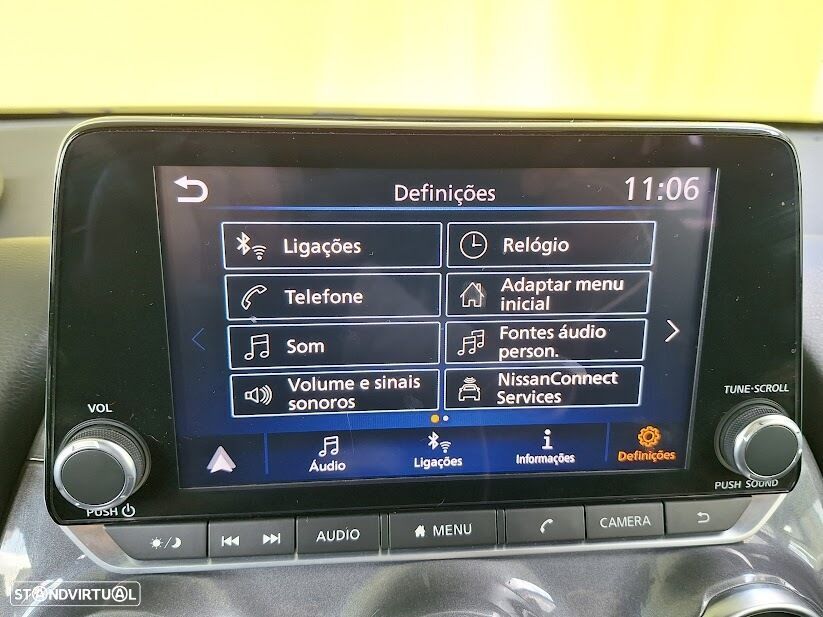 Definições
11:06
Ligações
Relógio
Telefone
Adaptar menu
inicial
Som
Fontes áudio
person.
Volume e sinais
sonoros
NissanConnect
Services
Áudio
Ligações
Informações
Definições
VOL
PUSH
TUNE•SCROLL
PUSH SOUND
AUDIO
MENU
CAMERA
STANDVIRTUAL